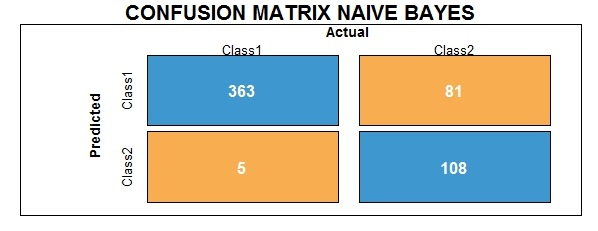 CONFUSION MATRIX NAIVE BAYES
Actual
Class1 Class2
Predicted
Class1 363 81
Class2 5 108